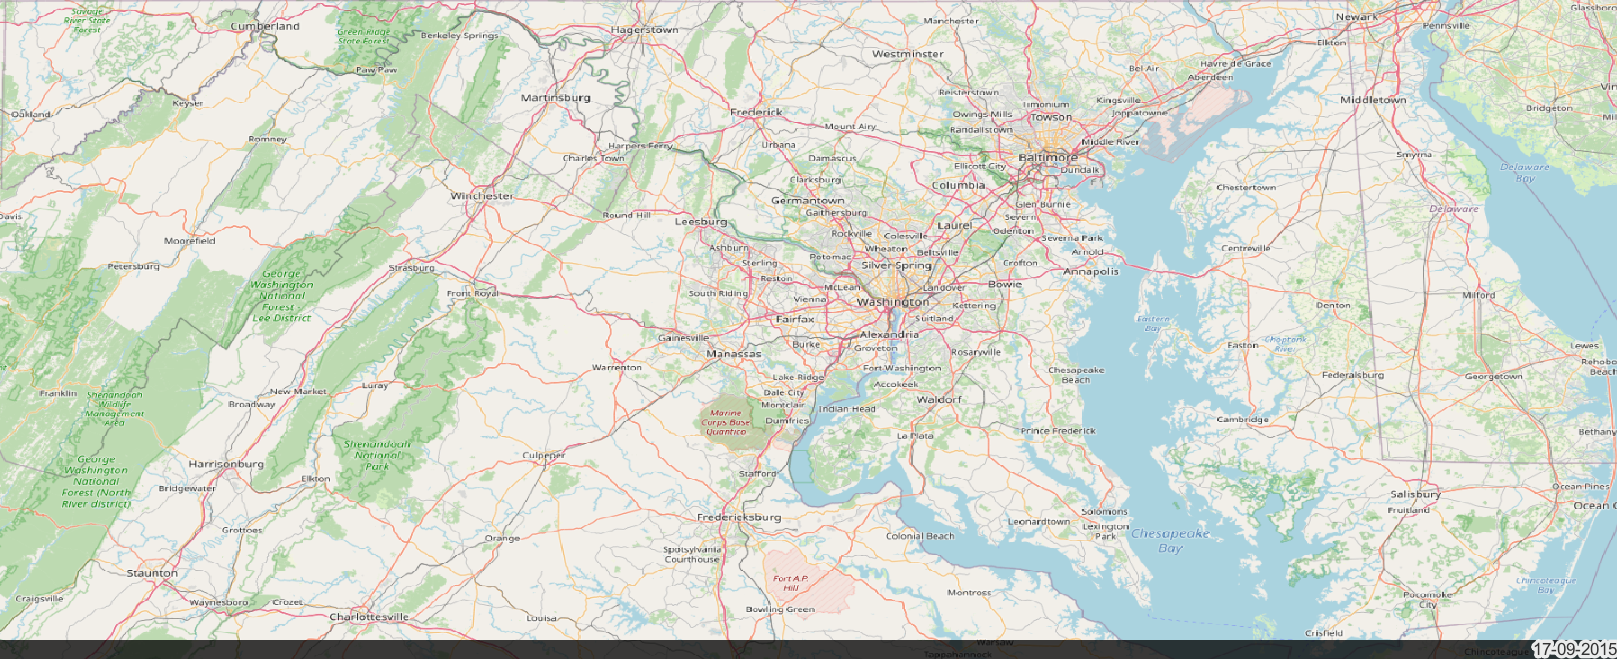 Savage
River State
Forest
Cumberland
Green Ridge
State Forest
Berkeley Springs
Hagerstown
Manchester
Newark
Pennsville
Glassboro
Elkton
Westminster
Paw Paw
Bel Air
Havre de Grace
Aberdeen
Oakland
Keyser
Martinsburg
Frederick
Reisterstown
Timonium
Kingsville
Joppatowne
Middletown
Bridgeton
Owings Mills
Towson
Randallstown
Mount Airy
Romney
Harpers Ferry
Charles Town
Urbana
Damascus
Middle River
Baltimore
Dundalk
Smyrna
Ellicott City
Delaware
Bay
Clarksburg
Columbia
Chestertown
Winchester
Germantown
Gaithersburg
Glen Burnie
Delaware
Davis
Round Hill
Leesburg
Severn
Laurel
Odenton
Moorefield
Rockville
Colesville
Severna Park
Ashburn
Wheaton
Beltsville
Arnold
Centreville
Petersburg
Strasburg
Sterling
Potomac
Silver Spring
Crofton
Annapolis
George
Washington
National
Forest
Lee District
Reston
McLean
Landover
Bowie
Front Royal
South Riding
Vienna
Washington
Kettering
Denton
Milford
Fairfax
Suitland
Eastern
Bay
Gainesville
Alexandria
Burke
Groveton
Choptank
River
Easton
Lewes
Manassas
Rosaryville
Rehoboth
Beach
Warrenton
Fort Washington
Chesapeake
Beach
Federalsburg
Georgetown
Lake Ridge
Accokeek
New Market
Luray
Dale City
Franklin
Shenandoah
Wildlife
Management
Area
Broadway
Montclair
Indian Head
Waldorf
Marine
Corps Base
Quantico
Dumfries
Cambridge
Bethany
La Plata
Prince Frederick
Shenandoah
National
Park
Culpeper
Harrisonburg
George
Washington
National
Forest (North
River district)
Bridgewater
Elkton
Stafford
Salisbury
Fruitland
Ocean Pines
Ocean C
Fredericksburg
Solomons
Leonardtown
Lexington
Park
Grottoes
Orange
Colonial Beach
Chesapeake
Bay
Spotsylvania
Courthouse
Staunton
Fort A.P.
Hill
Chincoteague
Bay
Craigsville
Waynesboro
Crozet
Montross
Pocomoke
City
Charlottesville
Louisa
Bowling Green
Crisfield
Warsaw
Tappahannock
Chincoteague
17-09-2015